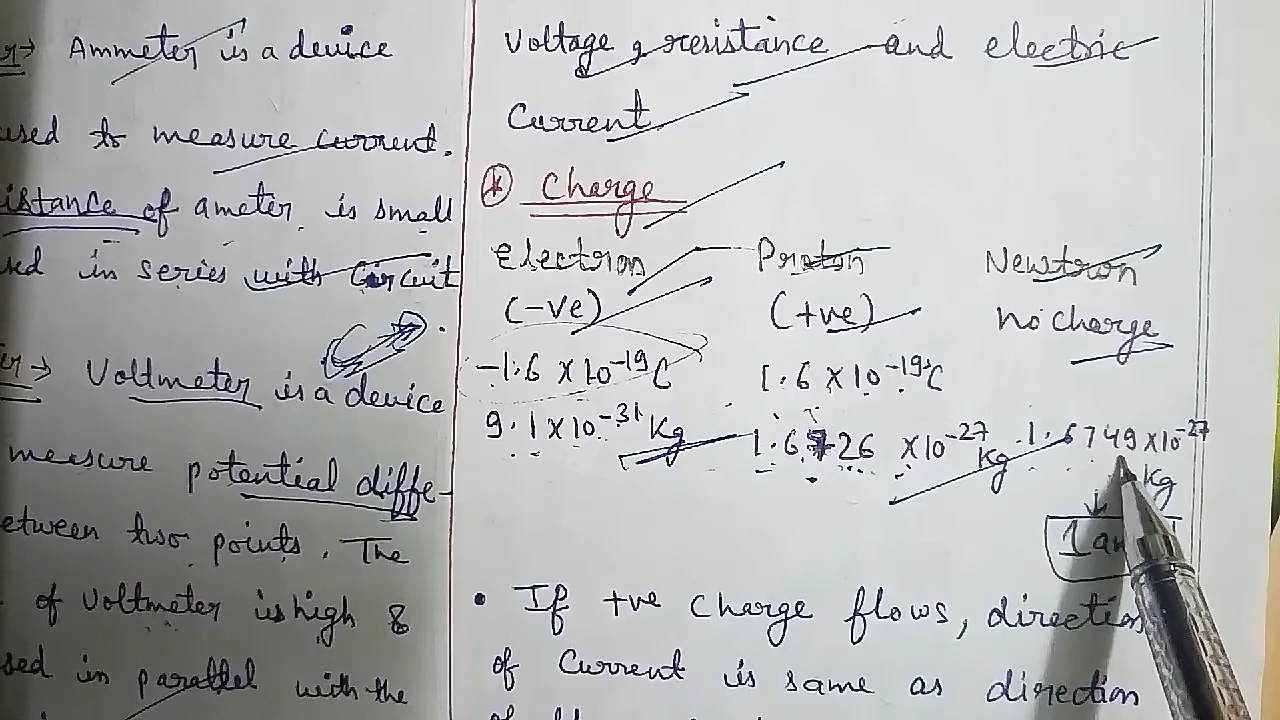 Ammeter is a device
used to measure current.
istance of ameter is small
in series with Circuit
Voltmeter is a device
measure potential diffe-
etween two points. The
of voltmeter is high &
sed in parallel with the
Voltage, resistance and electric
Current
* Charge
Electron Proton Newtron
(-ve) (+ve) no charge
-1.6 X 10-19 C 1.6 X 10-19 C
9.1 X 10-31 Kg 1.6726 X 10-27 Kg 1.6749 X 10-27 Kg
• If +ve charge flows, direction
of Current is same as direction